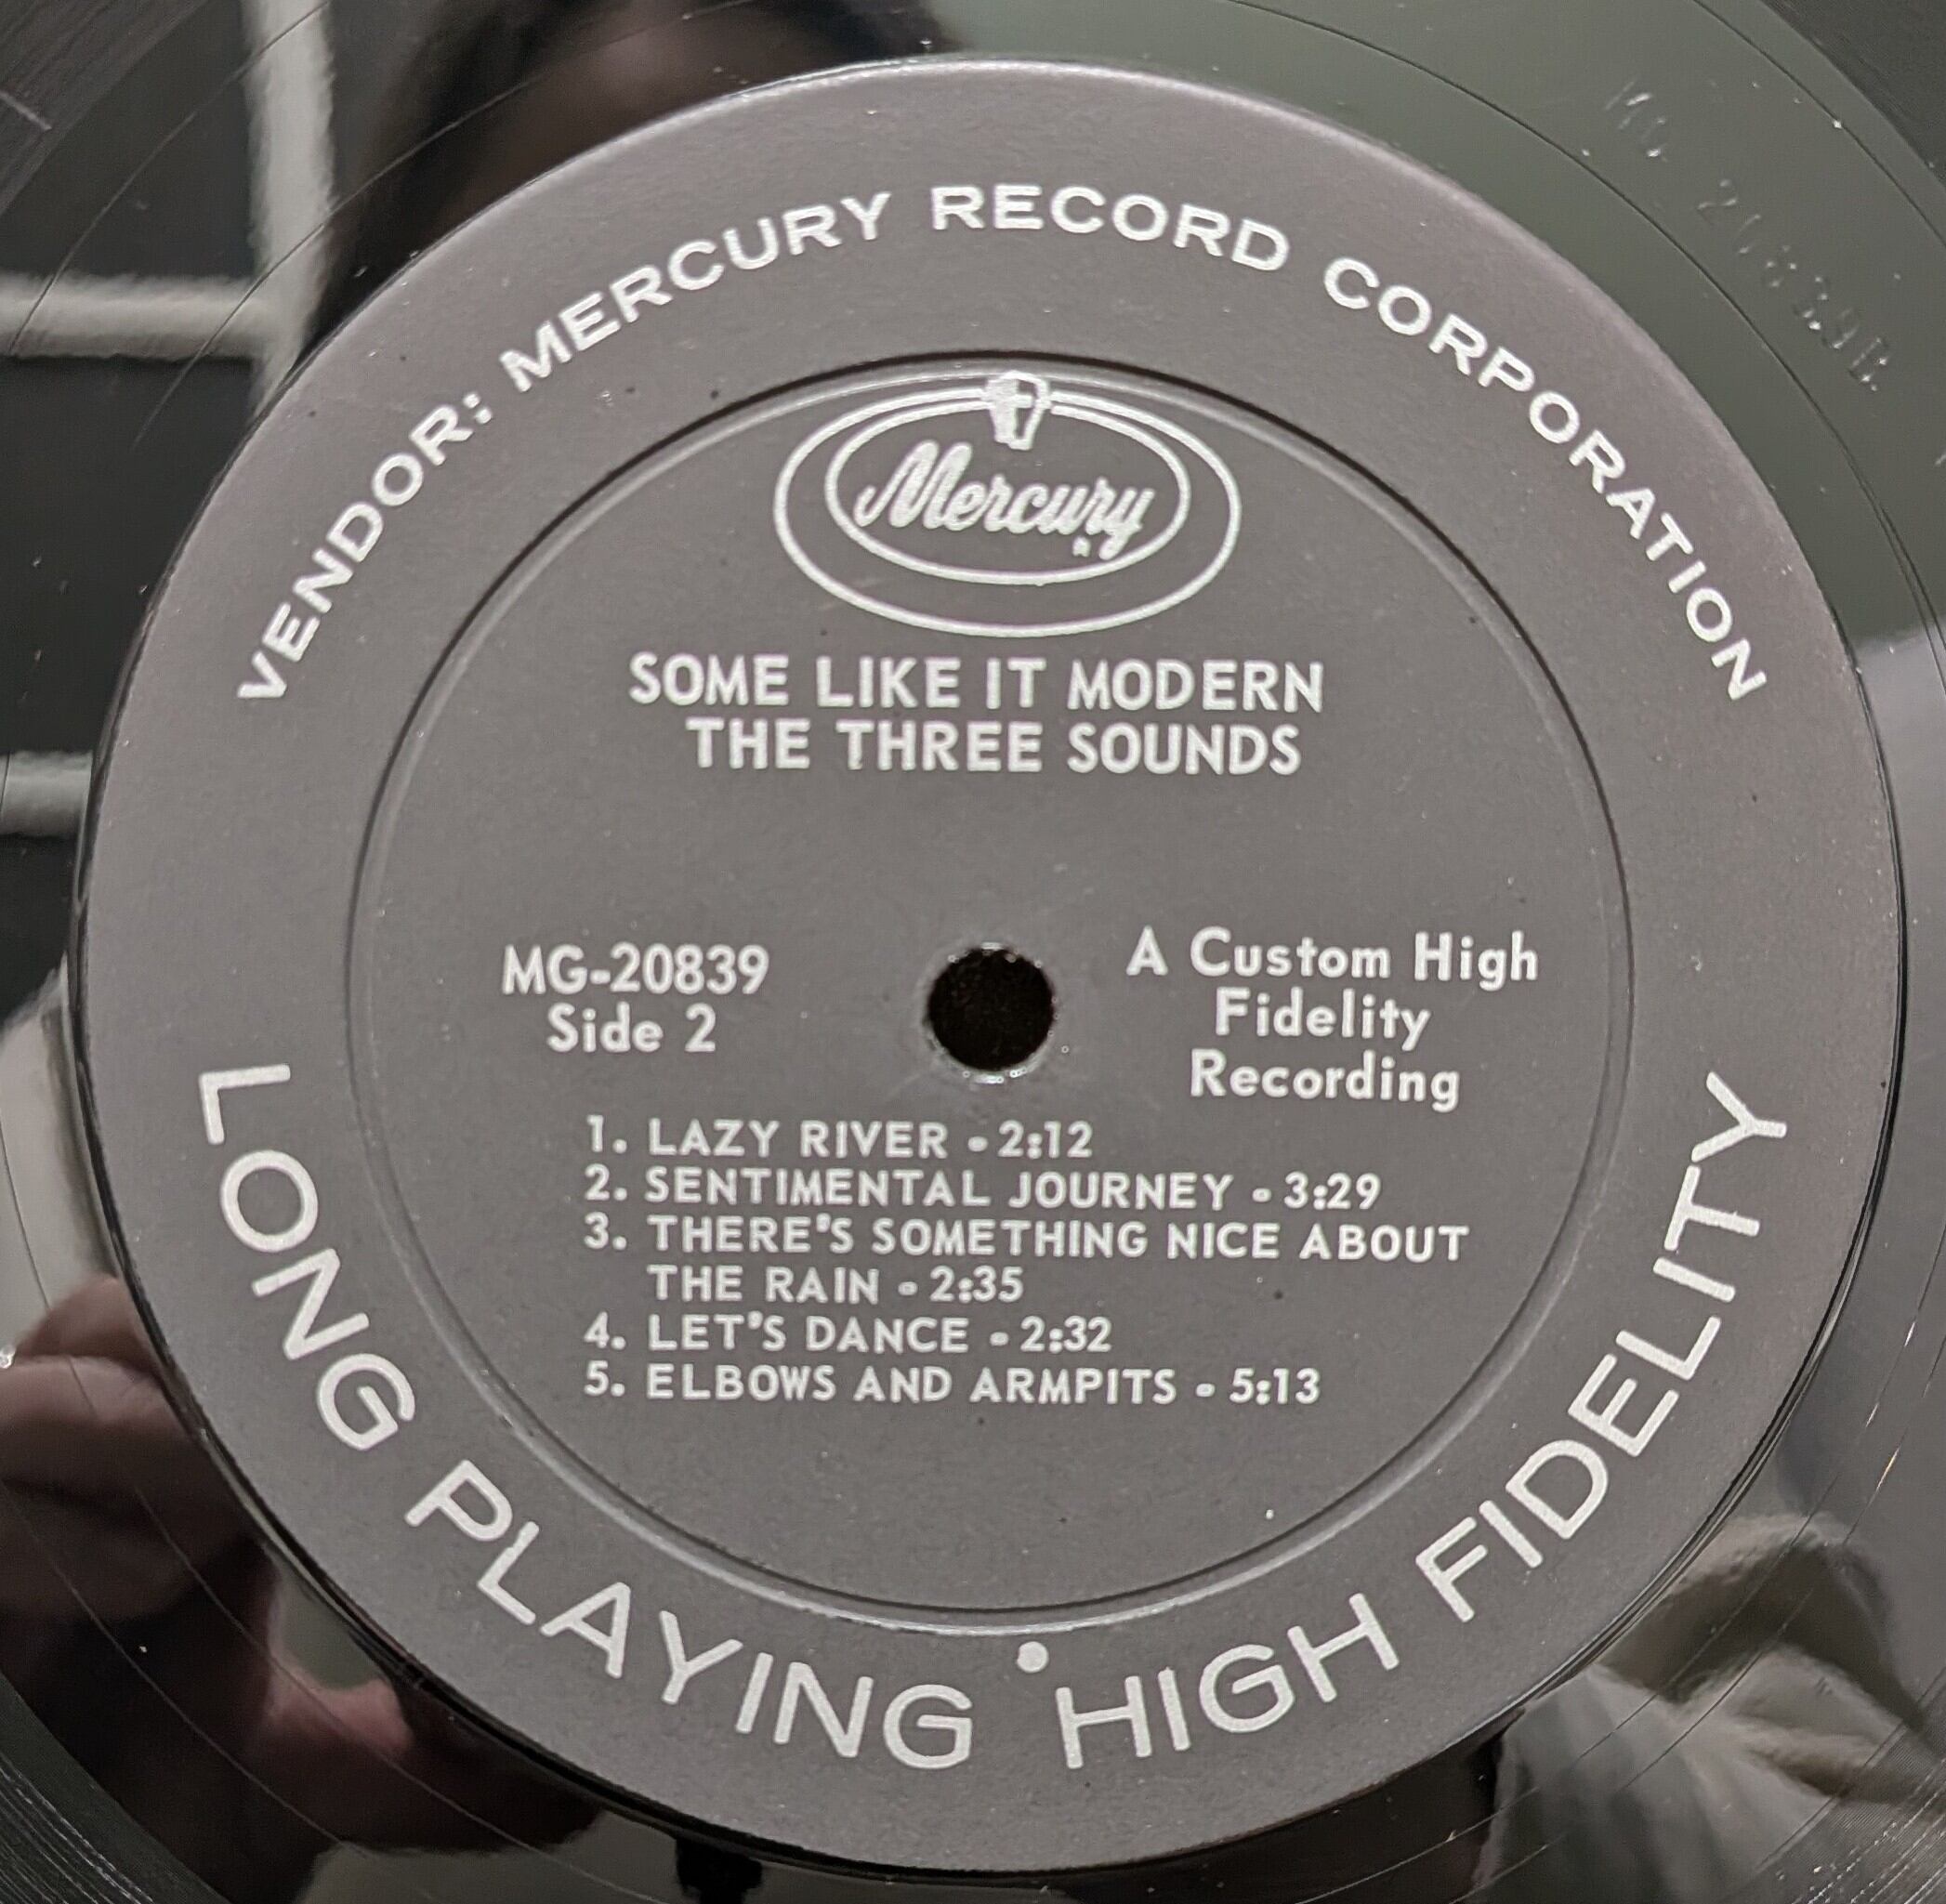 VENDOR: MERCURY RECORD CORPORATION
Mercury
SOME LIKE IT MODERN
THE THREE SOUNDS
MG-20839
Side 2
A Custom High
Fidelity
Recording
1. LAZY RIVER - 2:12
2. SENTIMENTAL JOURNEY - 3:29
3. THERE'S SOMETHING NICE ABOUT
THE RAIN - 2:35
4. LET'S DANCE - 2:32
5. ELBOWS AND ARMPITS - 5:13
LONG PLAYING • HIGH FIDELITY